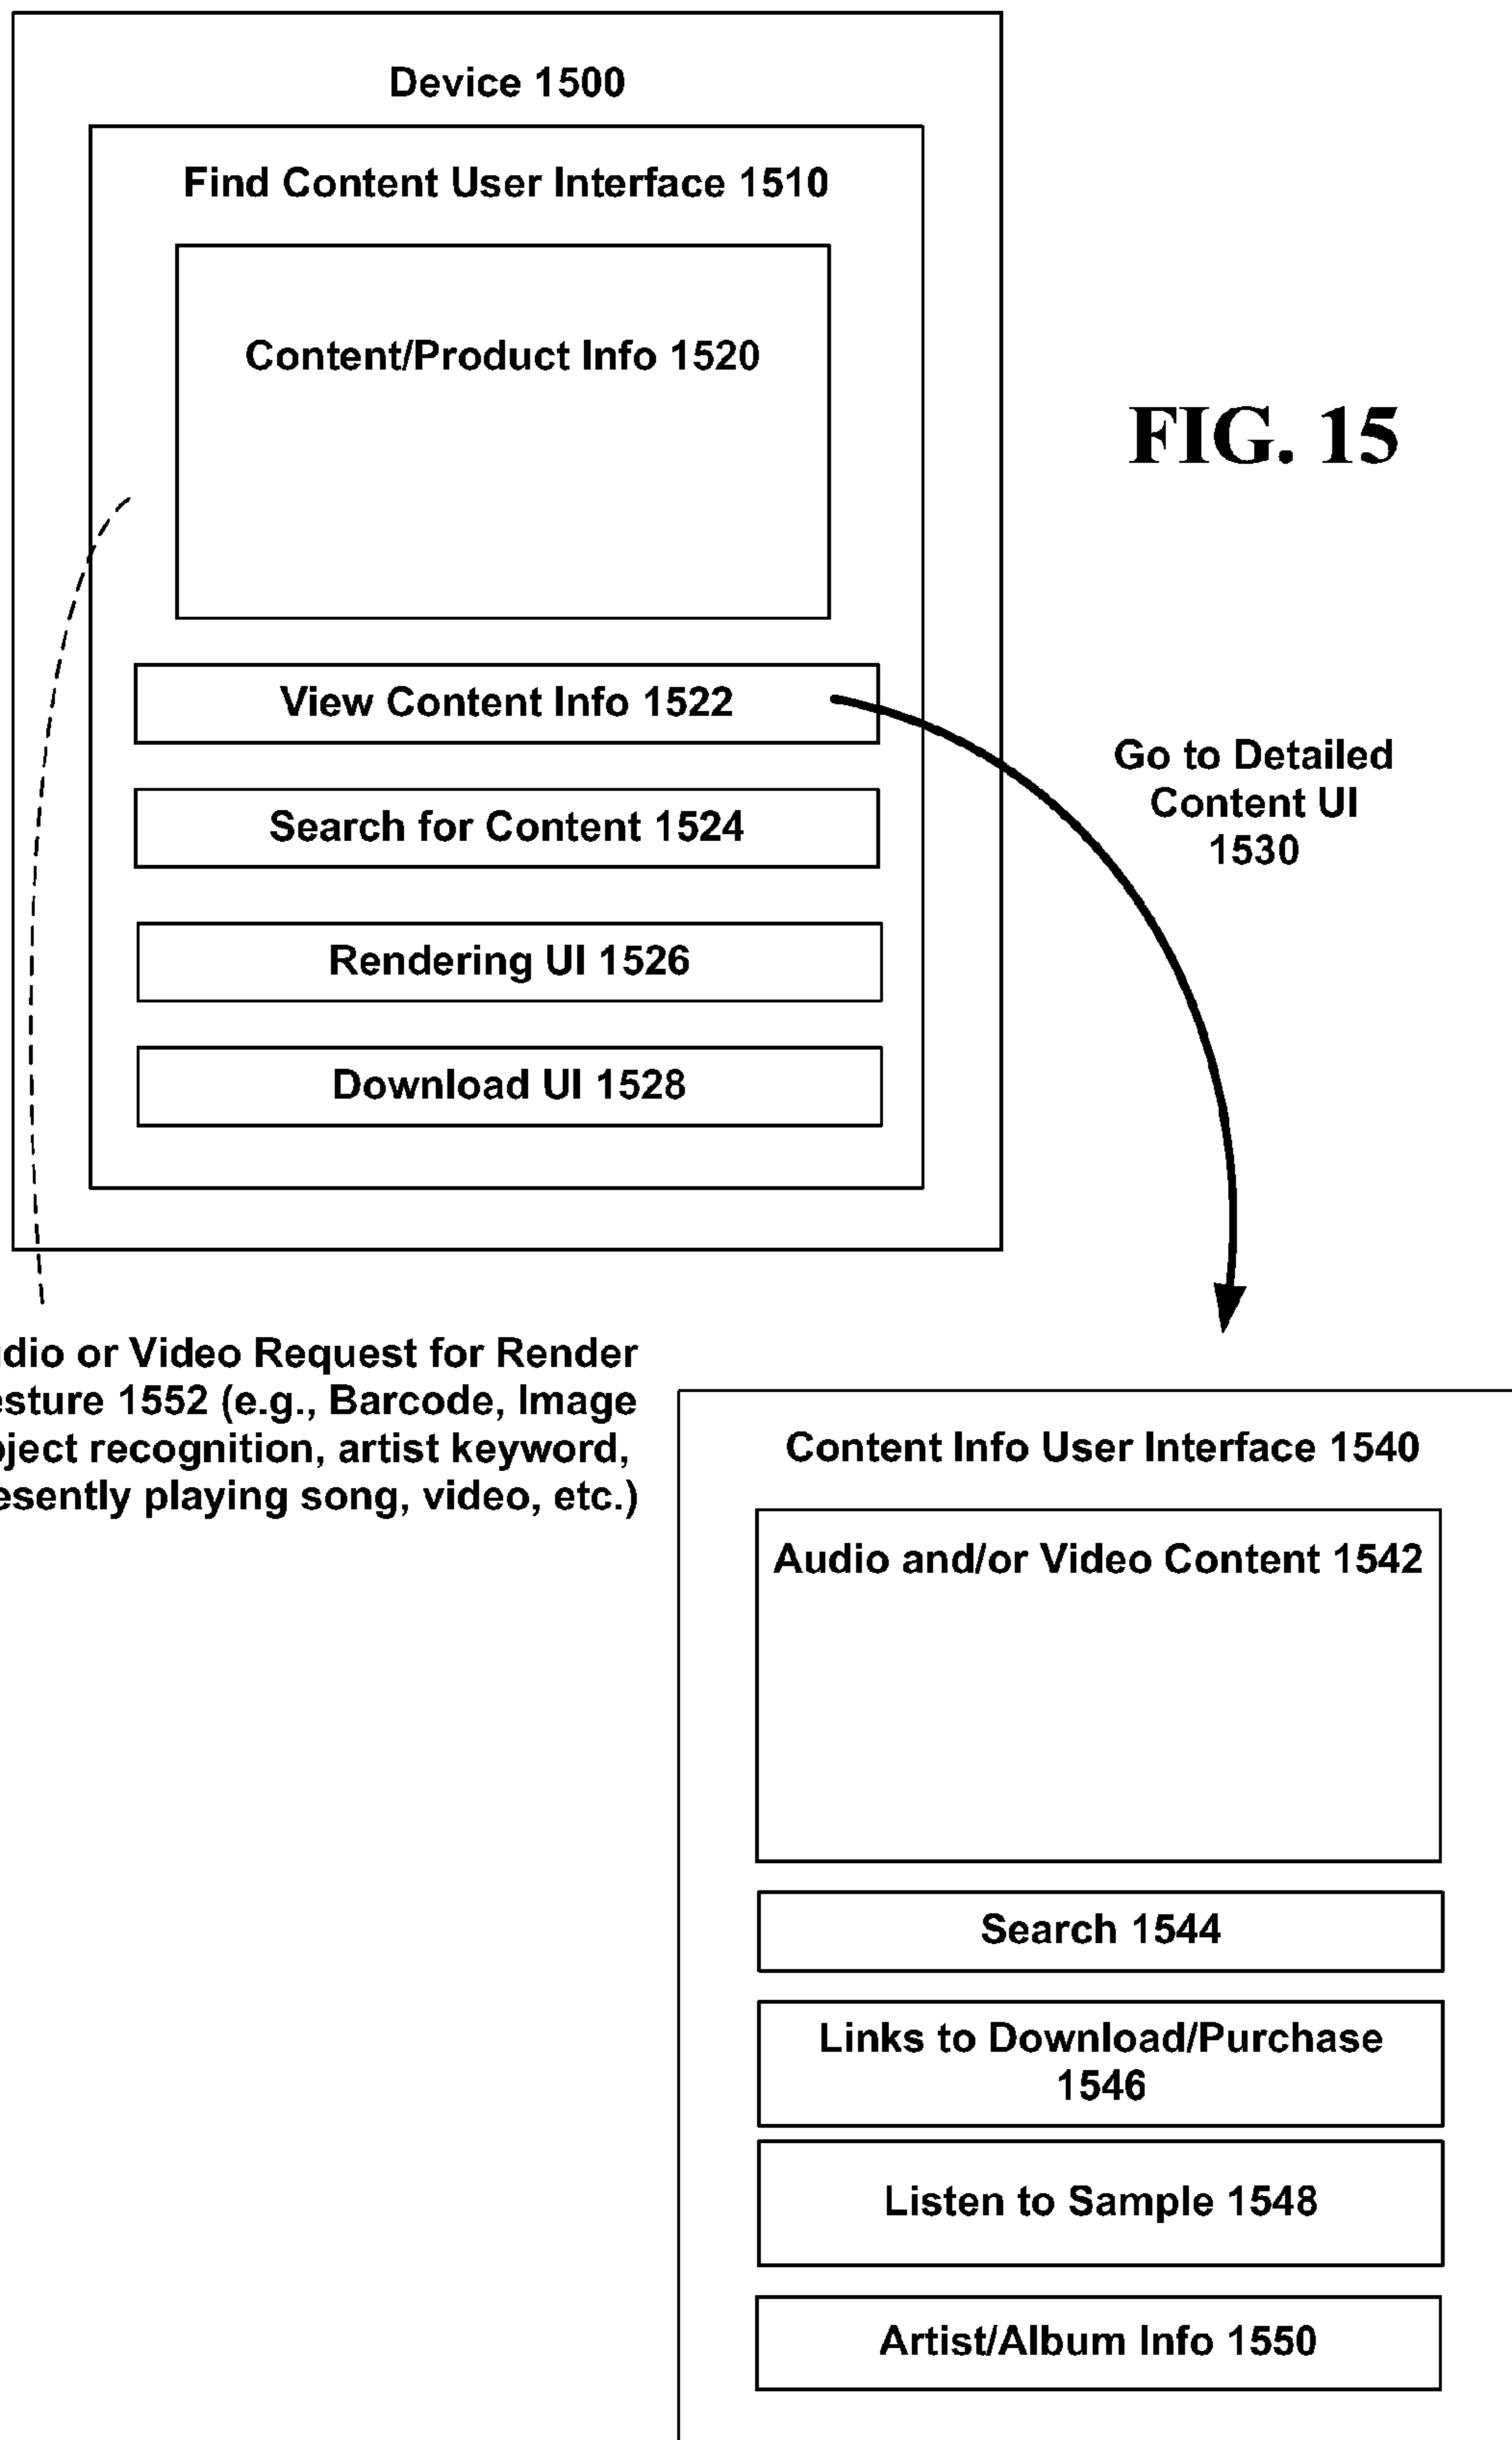 Device 1500
Find Content User Interface 1510
Content/Product Info 1520
FIG. 15
View Content Info 1522
Go to Detailed
Content UI
1530
Search for Content 1524
Rendering UI 1526
Download UI 1528
dio or Video Request for Render
esture 1552 (e.g., Barcode, Image
ject recognition, artist keyword,
esently playing song, video, etc.)
Content Info User Interface 1540
Audio and/or Video Content 1542
Search 1544
Links to Download/Purchase
1546
Listen to Sample 1548
Artist/Album Info 1550